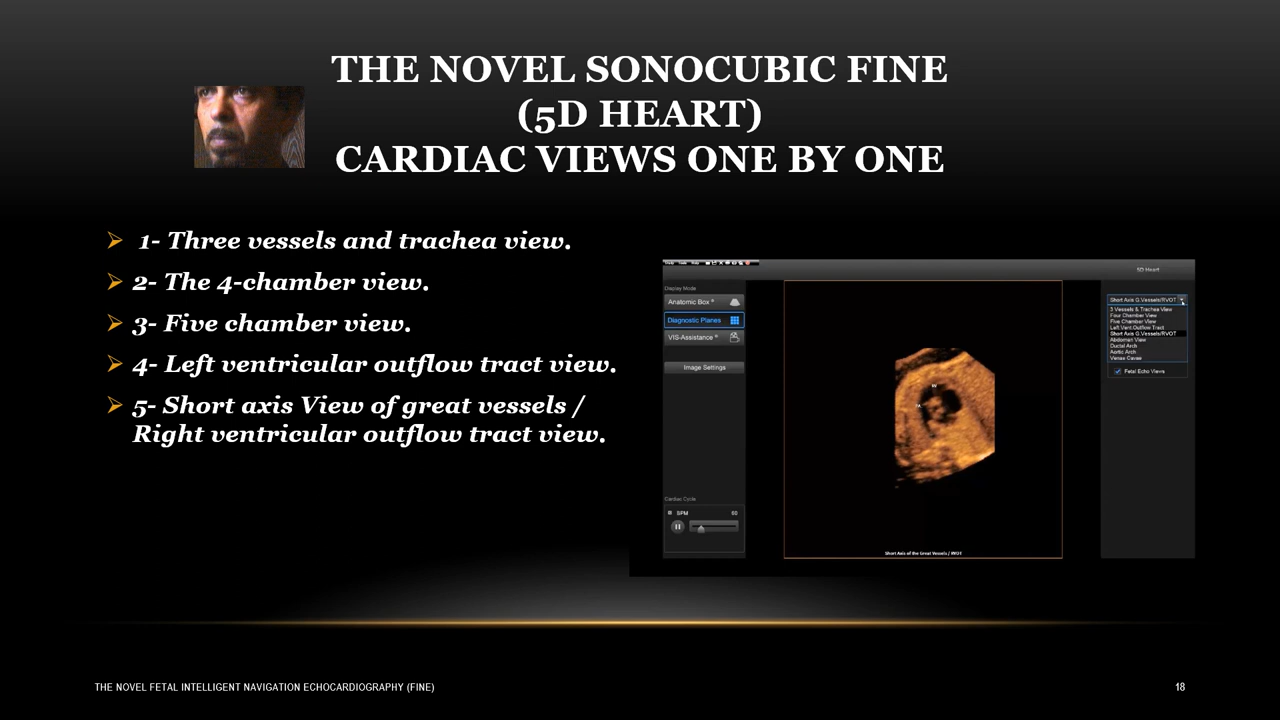 THE NOVEL SONOCUBIC FINE
(5D HEART)
CARDIAC VIEWS ONE BY ONE
1- Three vessels and trachea view.
2- The 4-chamber view.
3- Five chamber view.
4- Left ventricular outflow tract view.
5- Short axis View of great vessels /
Right ventricular outflow tract view.
5D Heart
Display Mode
Anatomic Box
Diagnostic Planes
VIS-Assistance
Image Settings
Cardiac Cycle
SPM 60
Short Axis G.Vessels/RVOT
3 Vessels & Trachea View
Four Chamber View
Five Chamber View
Left Vent.Outflow Tract
Short Axis G.Vessels/RVOT
Abdomen View
Ductal Arch
Aortic Arch
Venae Cavae
Fetal Echo Views
PA
Short Axis of the Great Vessels / RVOT
THE NOVEL FETAL INTELLIGENT NAVIGATION ECHOCARDIOGRAPHY (FINE)
18